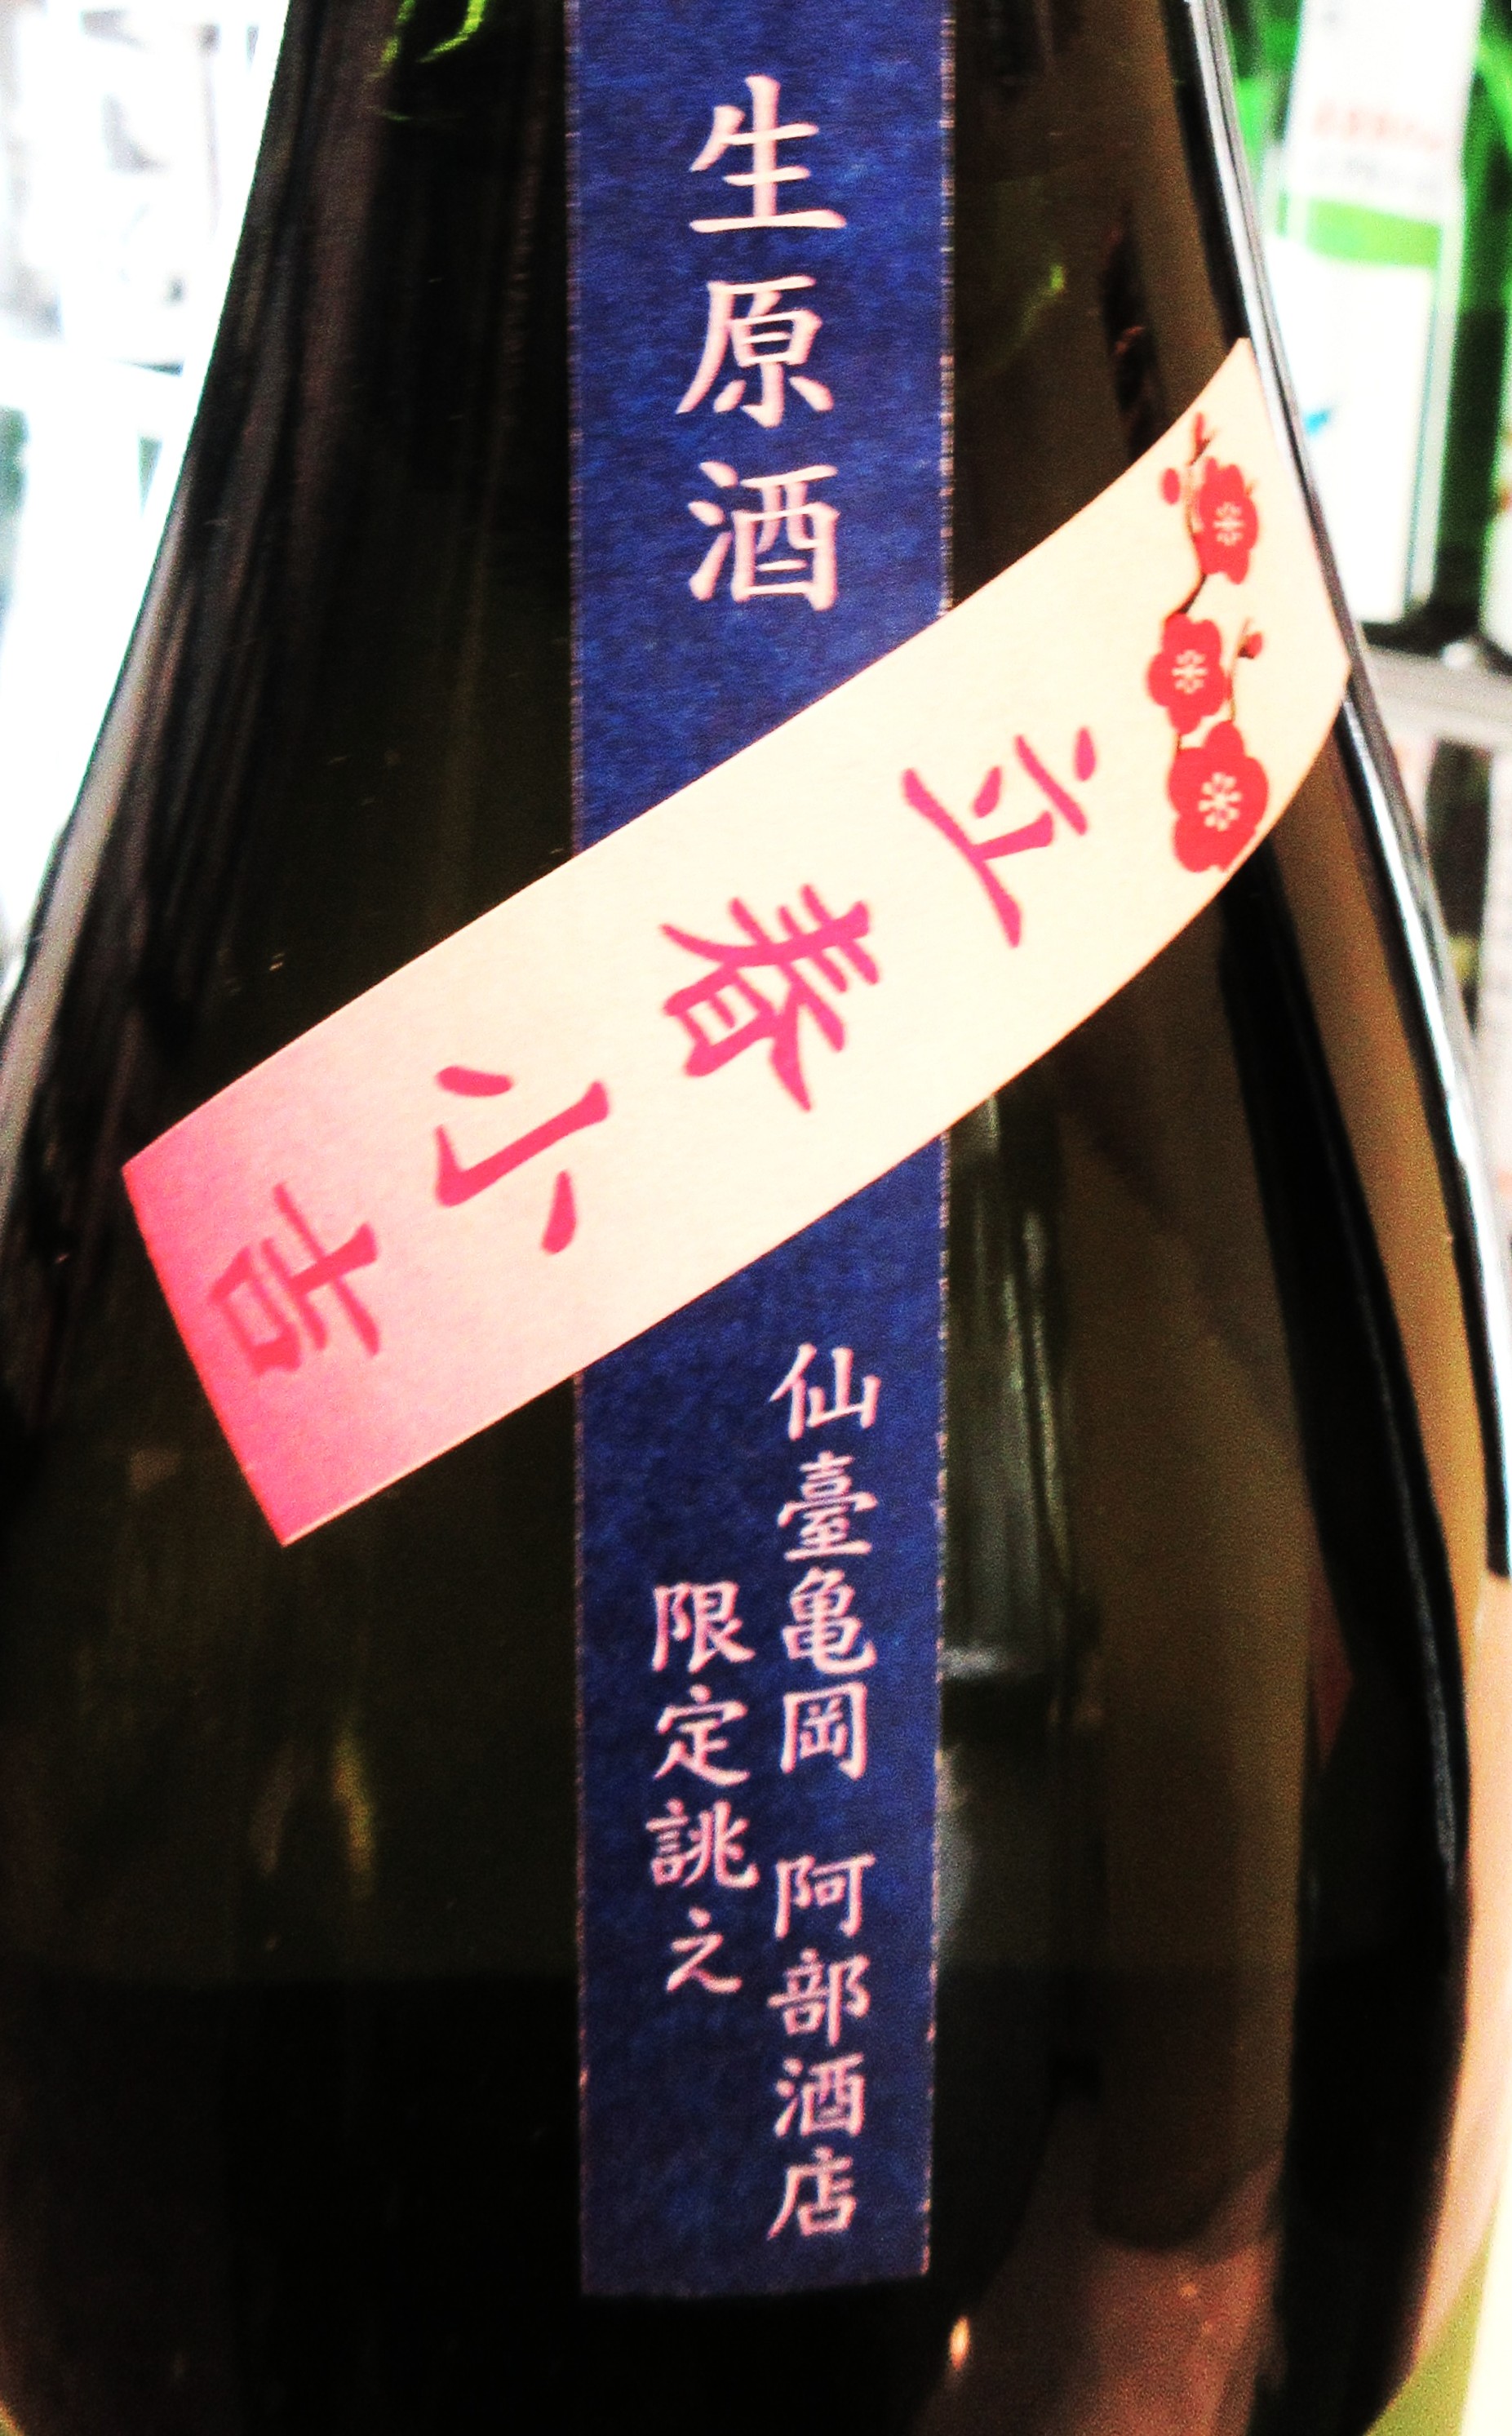 生原酒
立春小吉
仙臺亀岡 阿部酒店
限定誂之